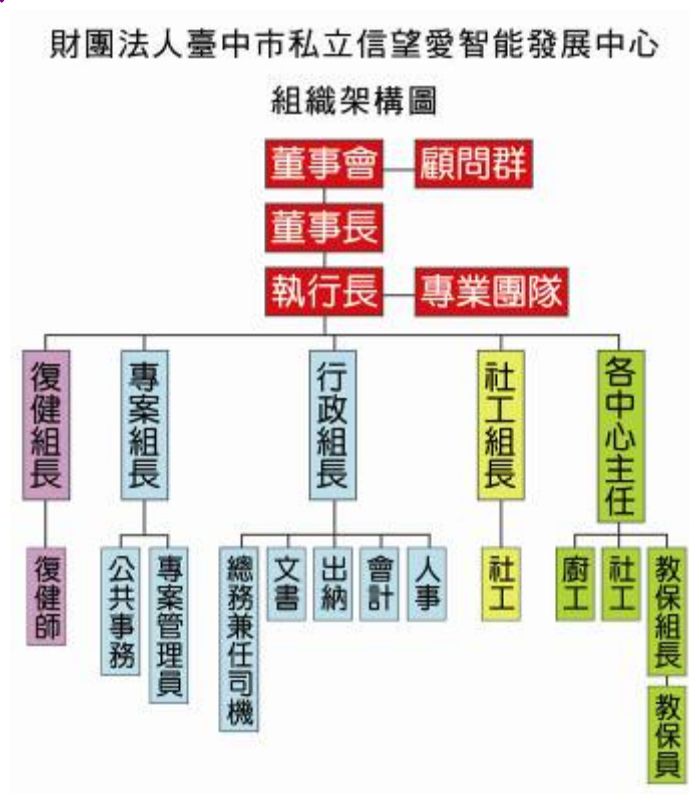 財團法人臺中市私立信望愛智能發展中心
組織架構圖
董事會
顧問群
董事長
執行長
專業團隊
復健組長
專案組長
行政組長
社工組長
各中心主任
復健師
公共事務
專案管理員
總務兼任司機
文書
出納
會計
人事
社工
廚工
社工
教保組長
教保員